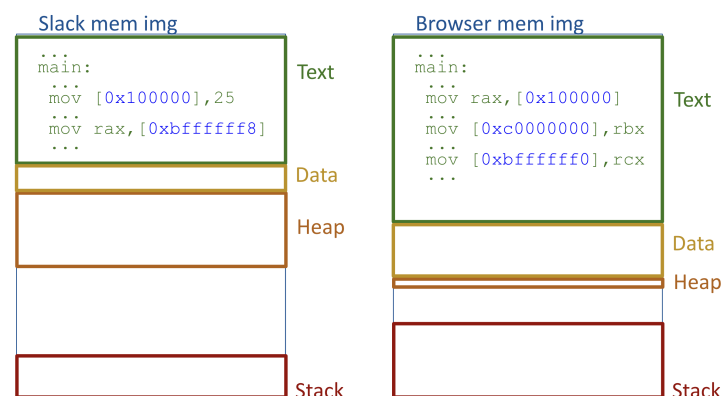 Slack mem img
...
main:
...
mov [0x100000],25
...
mov rax,[0xbffffff8]
...
Text
Data
Heap
Stack
Browser mem img
...
main:
...
mov rax,[0x100000]
...
mov [0xc0000000],rbx
...
mov [0xbffffff0],rcx
...
Text
Data
Heap
Stack